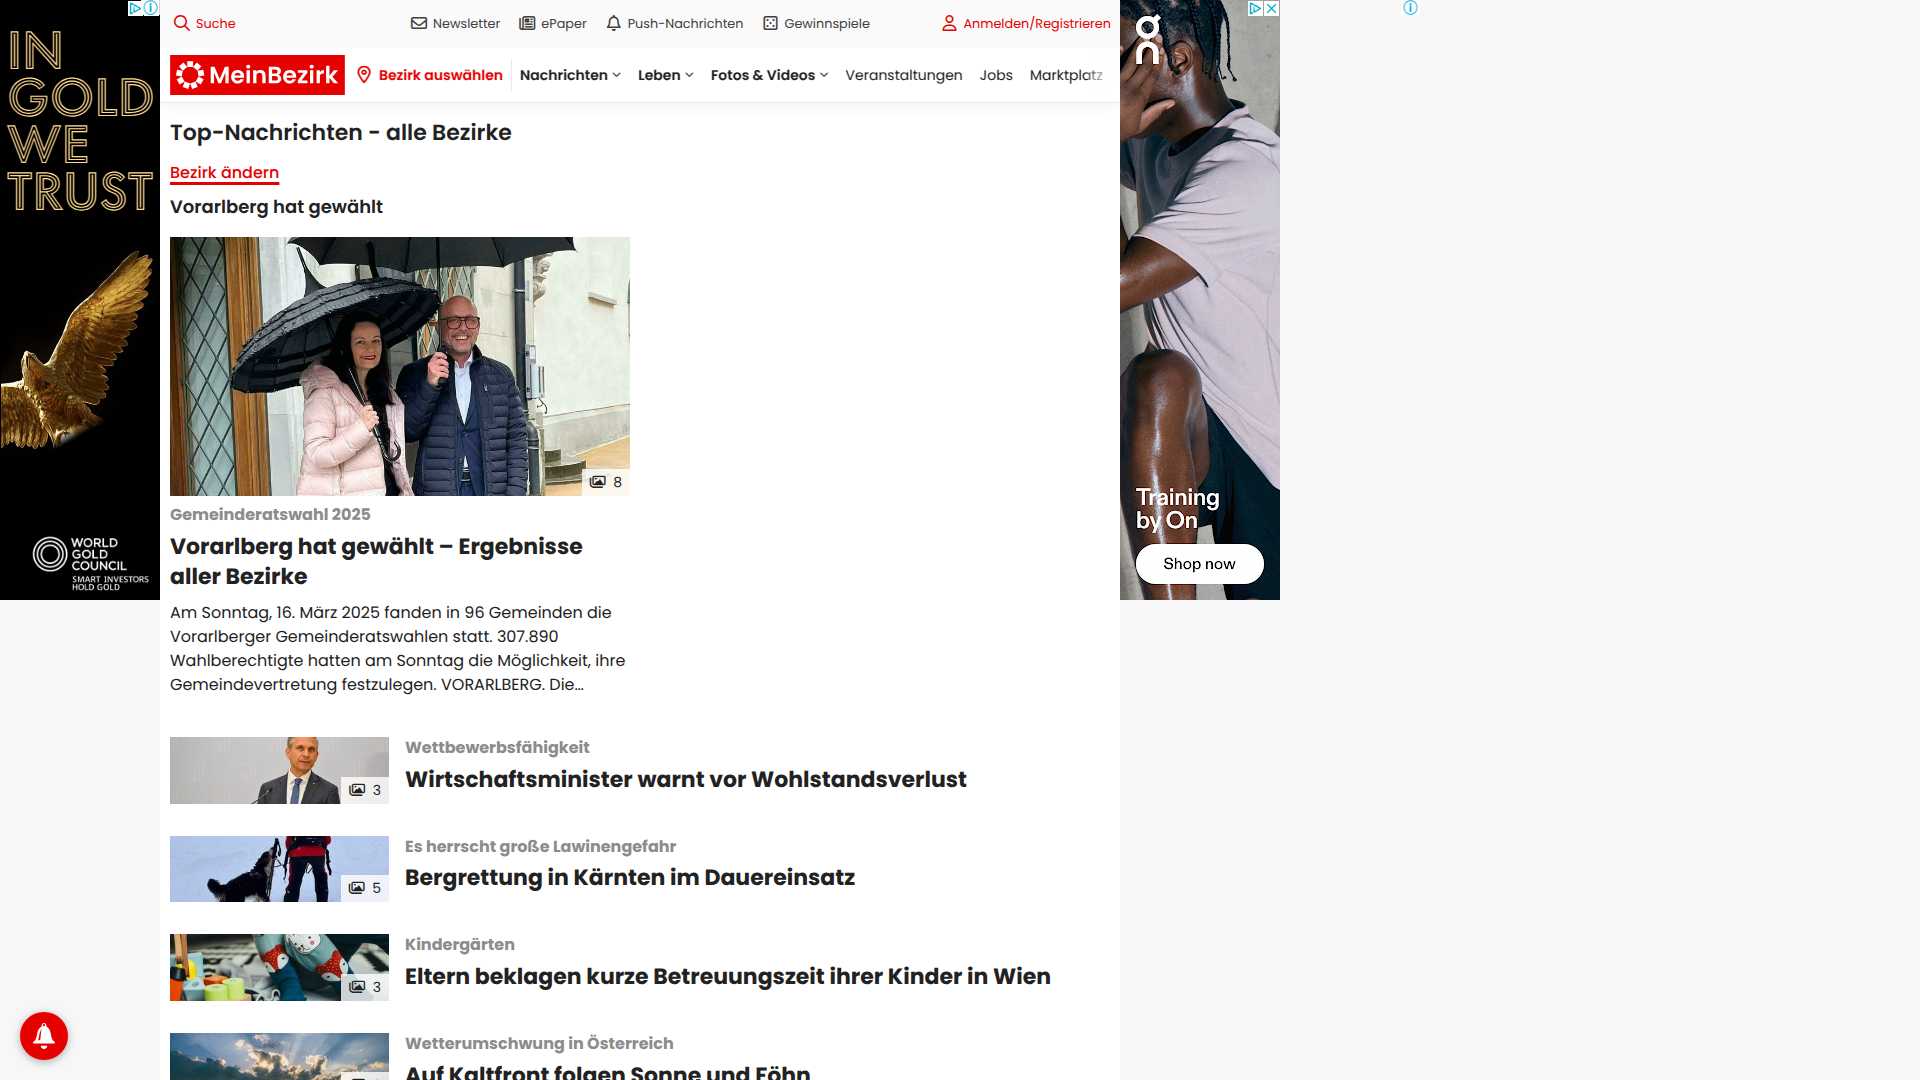 IN
GOLD
WE
TRUST
WORLD
GOLD
COUNCIL
SMART INVESTORS
HOLD GOLD
Suche
Newsletter
ePaper
Push-Nachrichten
Gewinnspiele
Anmelden/Registrieren
MeinBezirk
Bezirk auswählen
Nachrichten
Leben
Fotos & Videos
Veranstaltungen
Jobs
Marktplatz
Top-Nachrichten - alle Bezirke
Bezirk ändern
Vorarlberg hat gewählt
8
Gemeinderatswahl 2025
Vorarlberg hat gewählt – Ergebnisse
aller Bezirke
Am Sonntag, 16. März 2025 fanden in 96 Gemeinden die
Vorarlberger Gemeinderatswahlen statt. 307.890
Wahlberechtigte hatten am Sonntag die Möglichkeit, ihre
Gemeindevertretung festzulegen. VORARLBERG. Die...
3
Wettbewerbsfähigkeit
Wirtschaftsminister warnt vor Wohlstandsverlust
5
Es herrscht große Lawinengefahr
Bergrettung in Kärnten im Dauereinsatz
3
Kindergärten
Eltern beklagen kurze Betreuungszeit ihrer Kinder in Wien
Wetterumschwung in Österreich
Auf Kaltfront folgen Sonne und Föhn
on
Training
by On
Shop now